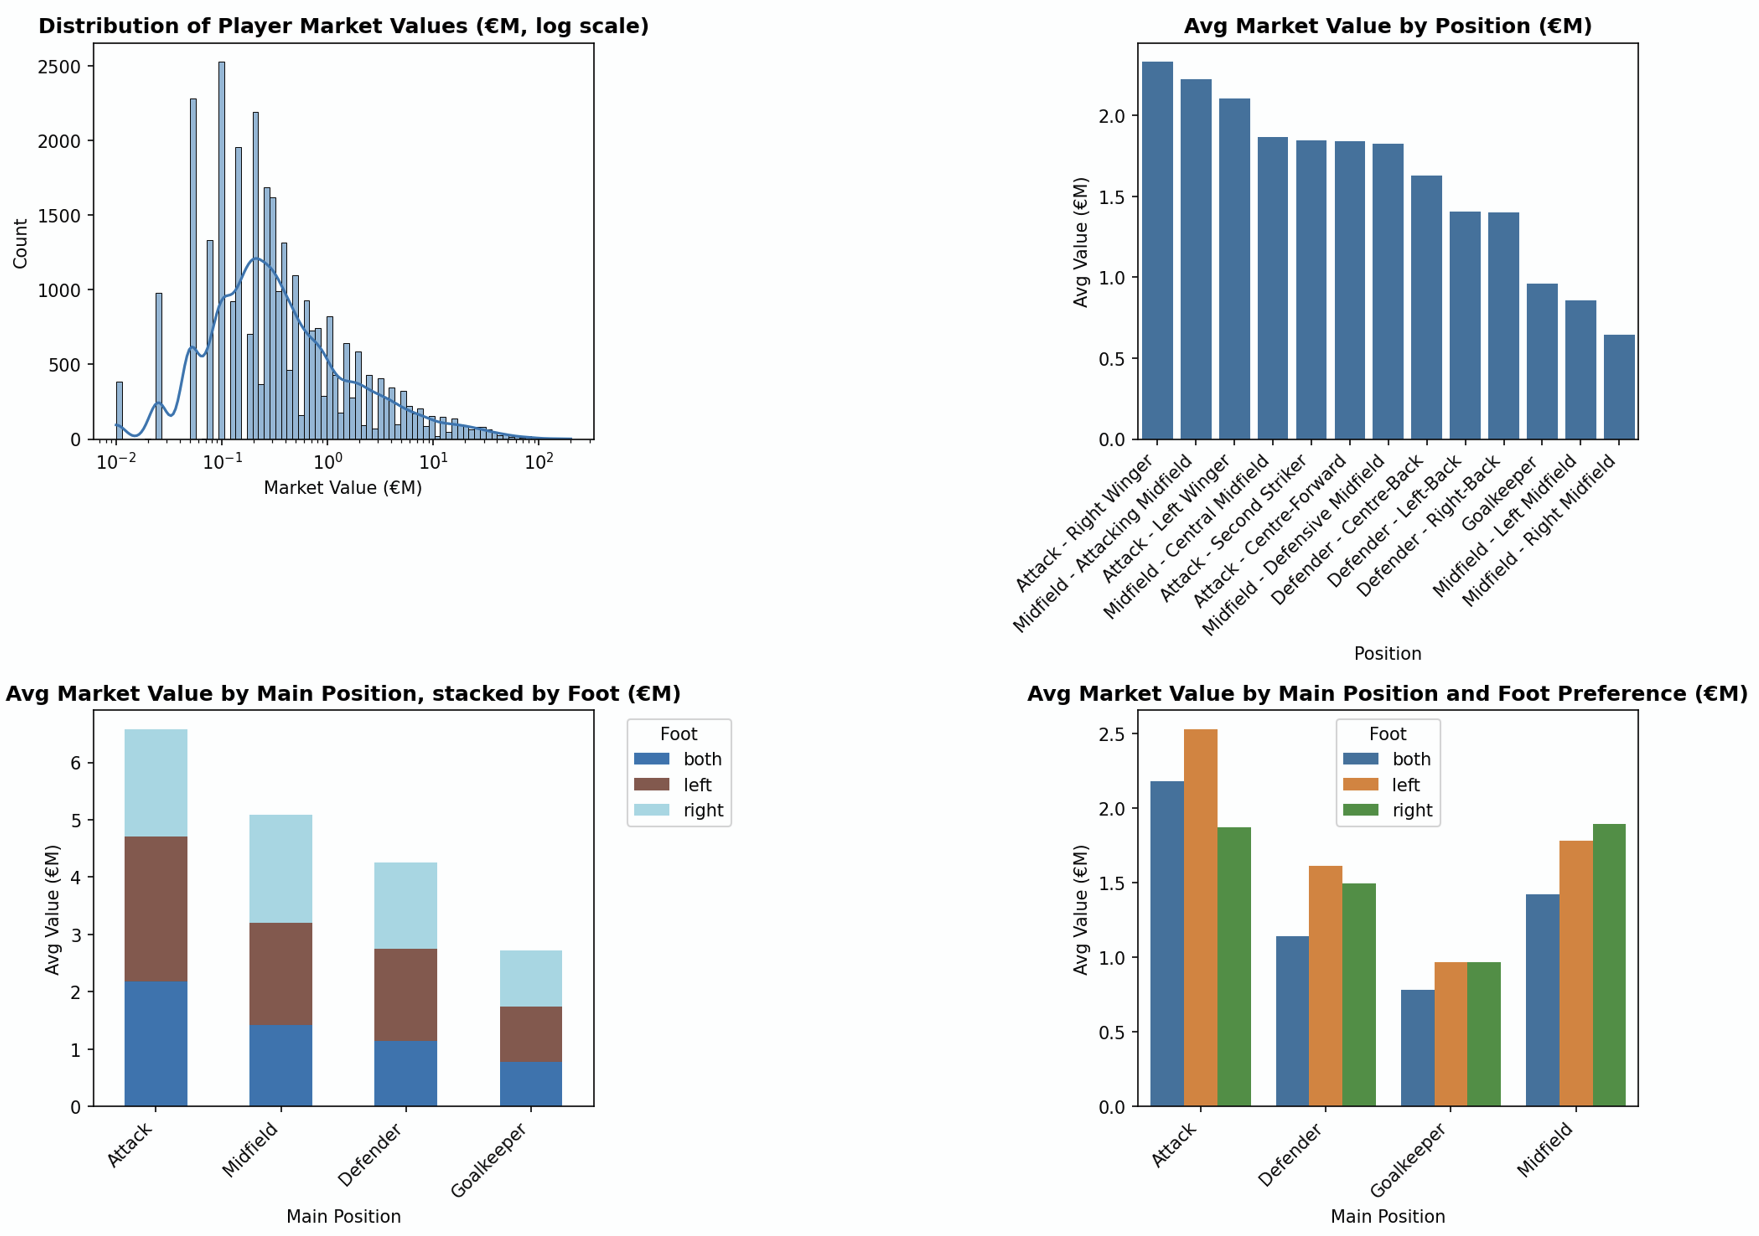 Distribution of Player Market Values (€M, log scale)
2500
2000
1500
1000
500
0
Count
10⁻²
10⁻¹
10⁰
10¹
10²
Market Value (€M)
Avg Market Value by Position (€M)
2.0
1.5
1.0
0.5
0.0
Avg Value (€M)
Attack - Right Winger
Midfield - Attacking Midfield
Attack - Left Winger
Midfield - Central Midfield
Attack - Second Striker
Attack - Centre-Forward
Midfield - Defensive Midfield
Defender - Centre-Back
Defender - Left-Back
Defender - Right-Back
Goalkeeper
Midfield - Left Midfield
Midfield - Right Midfield
Position
Avg Market Value by Main Position, stacked by Foot (€M)
6
5
4
3
2
1
0
Avg Value (€M)
Foot
both
left
right
Attack
Midfield
Defender
Goalkeeper
Main Position
Avg Market Value by Main Position and Foot Preference (€M)
2.5
2.0
1.5
1.0
0.5
0.0
Avg Value (€M)
Foot
both
left
right
Attack
Defender
Goalkeeper
Midfield
Main Position